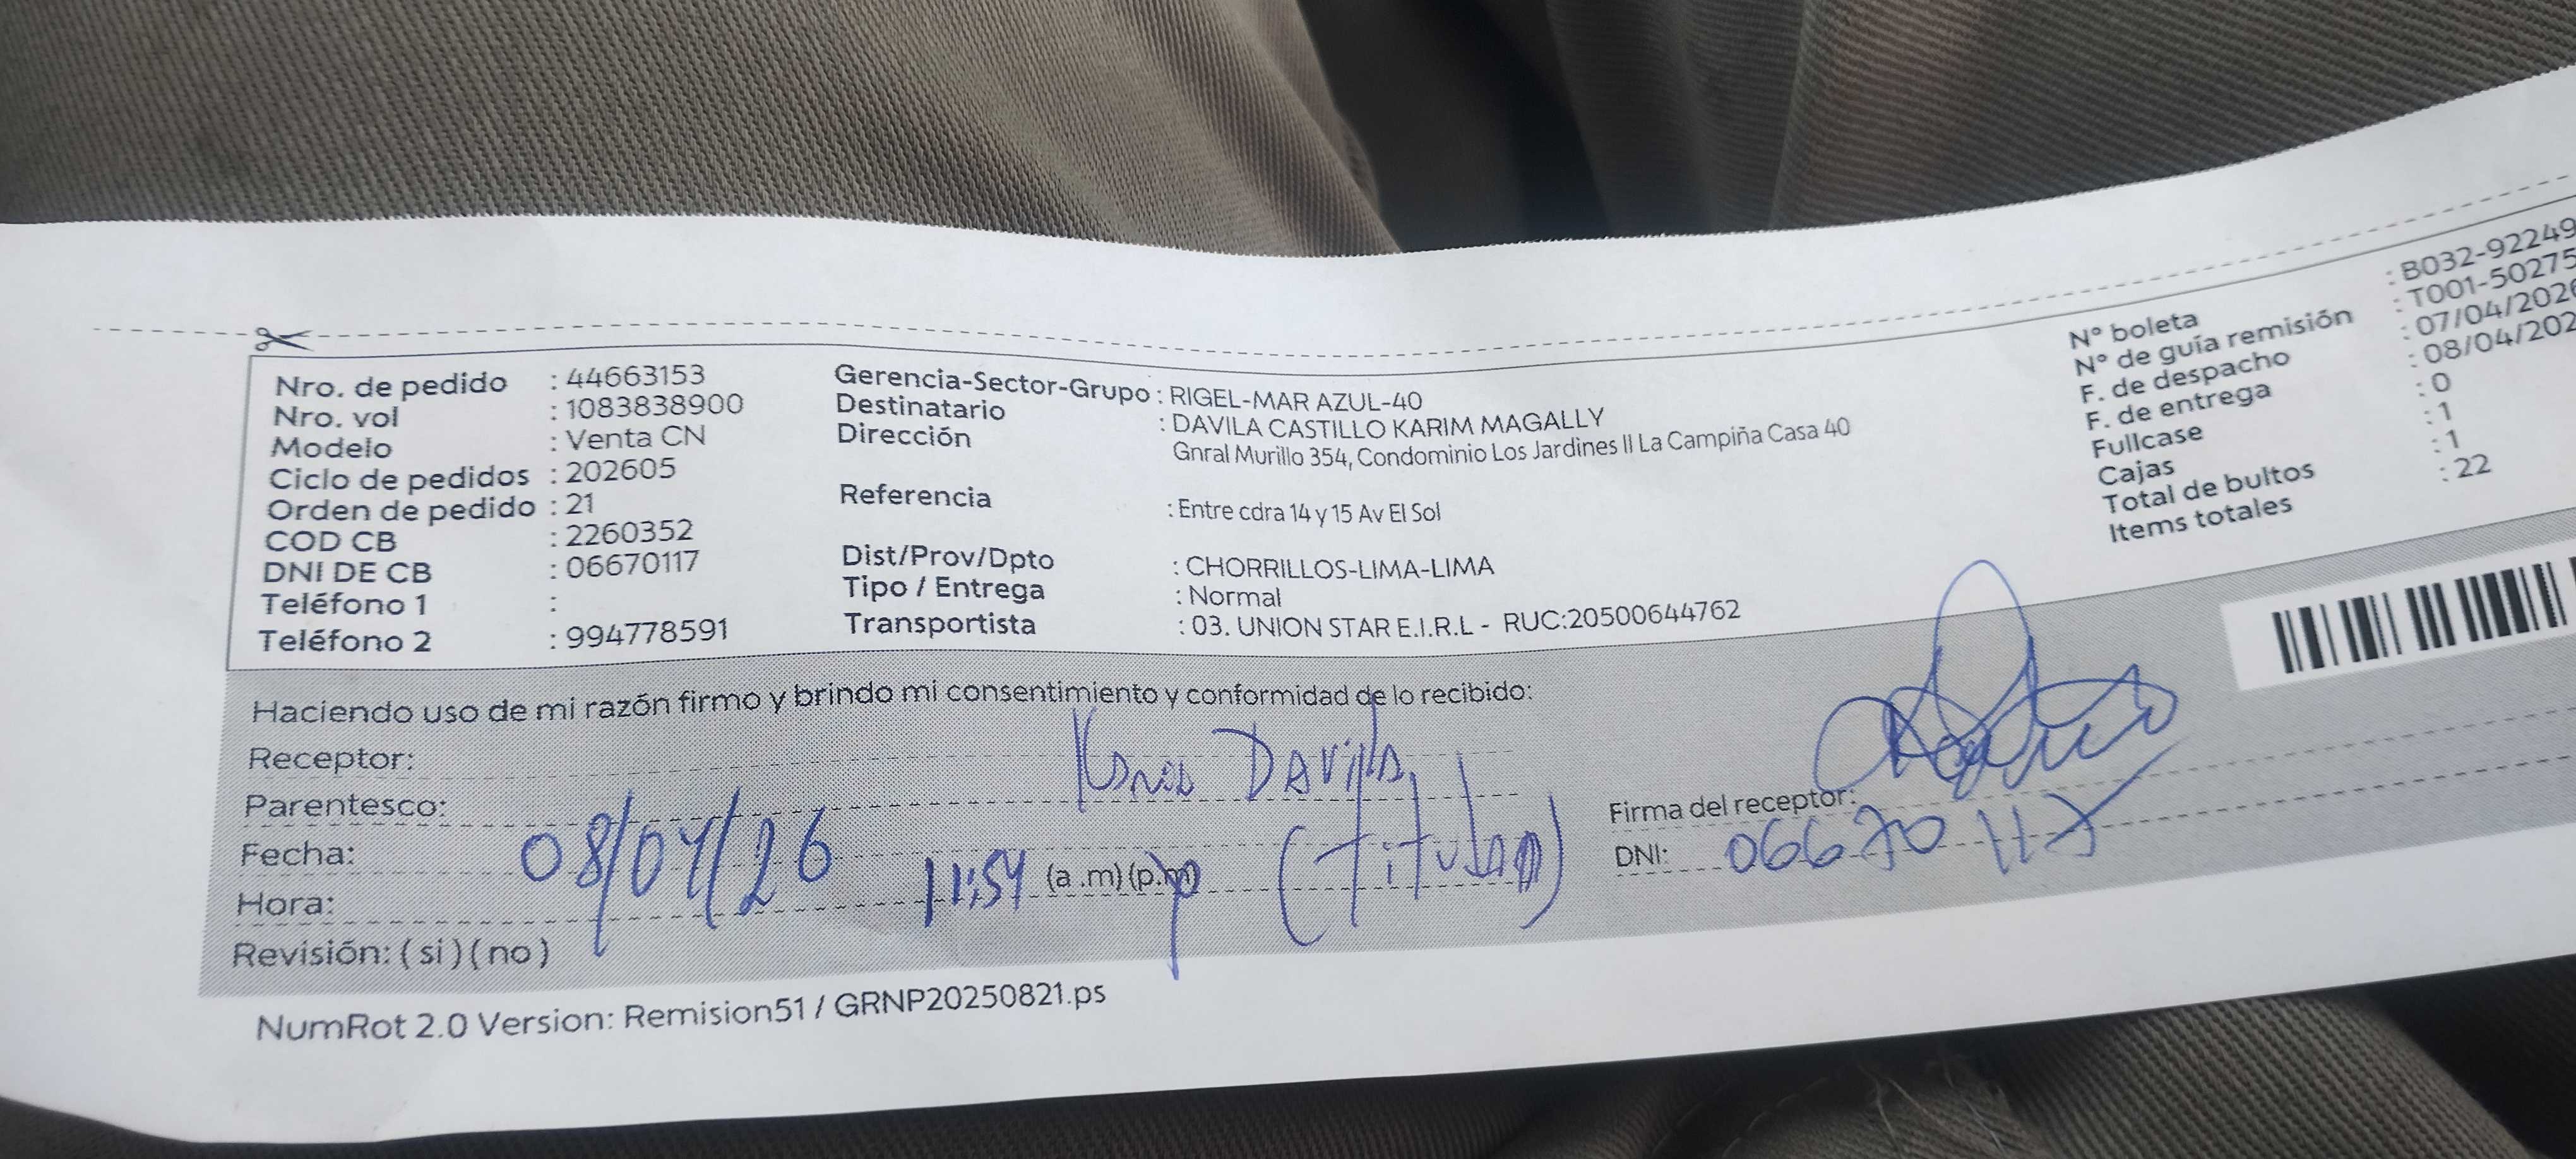 Nro. de pedido : 44663153
Nro. vol : 1083838900
Modelo : Venta CN
Ciclo de pedidos : 202605
Orden de pedido : 21
COD CB : 2260352
DNI DE CB : 06670117
Teléfono 1 :
Teléfono 2 : 994778591
Gerencia-Sector-Grupo : RIGEL-MAR AZUL-40
Destinatario : DAVILA CASTILLO KARIM MAGALLY
Dirección Gnral Murillo 354, Condominio Los Jardines II La Campiña Casa 40
Referencia : Entre cdra 14 y 15 Av El Sol
Dist/Prov/Dpto : CHORRILLOS-LIMA-LIMA
Tipo / Entrega : Normal
Transportista : 03. UNION STAR E.I.R.L - RUC:20500644762
N° boleta : B032-92249
N° de guía remisión : T001-50275
F. de despacho : 07/04/202
F. de entrega : 08/04/202
Fullcase : 0
Cajas : 1
Total de bultos : 1
Items totales : 22
Haciendo uso de mi razón firmo y brindo mi consentimiento y conformidad de lo recibido:
Receptor: Davila
Parentesco: (titular)
Fecha: 08/04/26
Hora: 11:54 (a .m) (p.m)
Revisión: ( si ) ( no )
Firma del receptor:
DNI: 06670117
NumRot 2.0 Version: Remision51 / GRNP20250821.ps